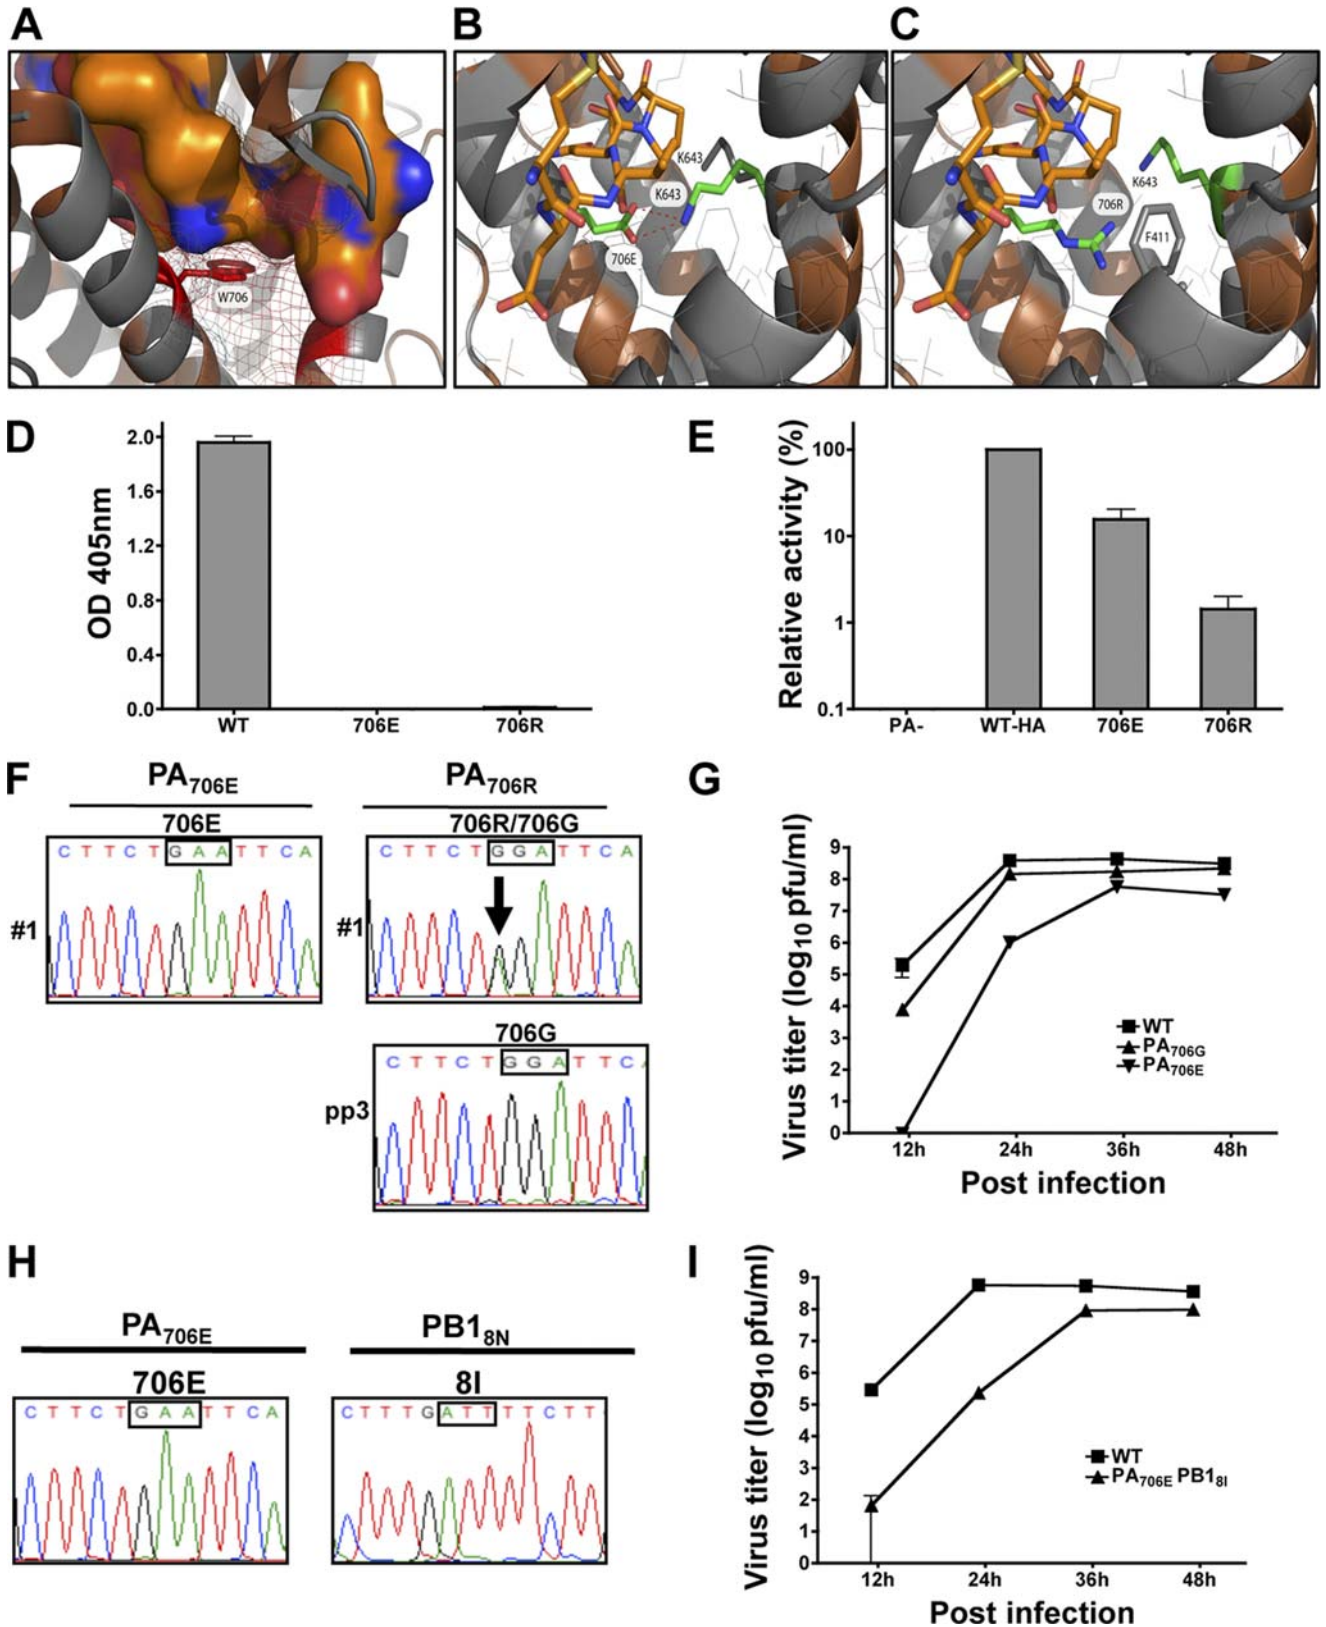 A
B
C
W706
K643
K643
706E
K643
706R
F411
D
OD 405nm
2.0
1.6
1.2
0.8
0.4
0.0
WT 706E 706R
E
Relative activity (%)
100
10
1
0.1
PA- WT-HA 706E 706R
F
PA706E
706E
C T T C T G A A T T C A
#1
PA706R
706R/706G
C T T C T G G A T T C A
#1
706G
C T T C T G G A T T C
pp3
G
Virus titer (log10 pfu/ml)
9
8
7
6
5
4
3
2
1
0
WT
PA706G
PA706E
12h 24h 36h 48h
Post infection
H
PA706E
706E
C T T C T G A A T T C A
PB18N
8I
C T T T G A T T T T C T T
I
Virus titer (log10 pfu/ml)
9
8
7
6
5
4
3
2
1
0
WT
PA706E PB18I
12h 24h 36h 48h
Post infection